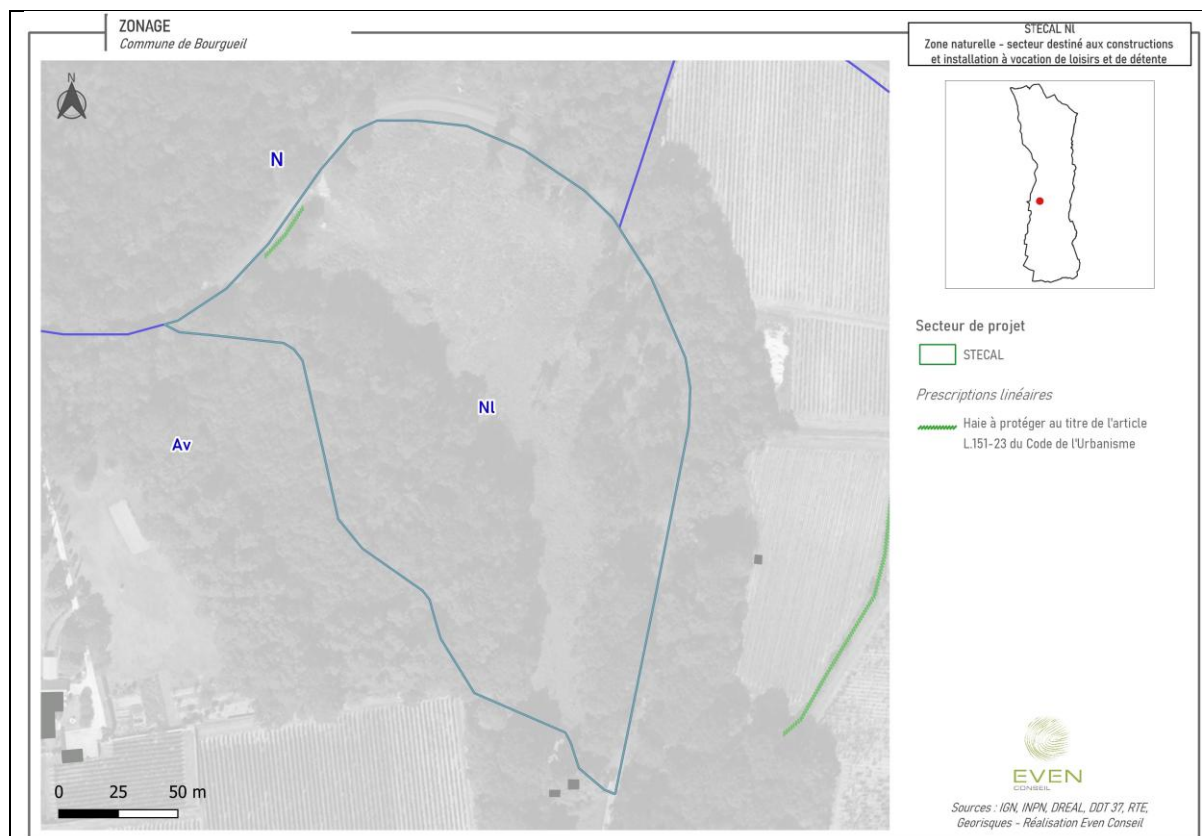 ZONAGE
Commune de Bourgueil
STECAL Nl
Zone naturelle - secteur destiné aux constructions
et installation à vocation de loisirs et de détente
N
N
Nl
Av
0 25 50 m
Secteur de projet
STECAL
Prescriptions linéaires
Haie à protéger au titre de l'article
L.151-23 du Code de l'Urbanisme
EVEN
CONSEIL
Sources : IGN, INPN, DREAL, DDT 37, RTE,
Georisques - Réalisation Even Conseil